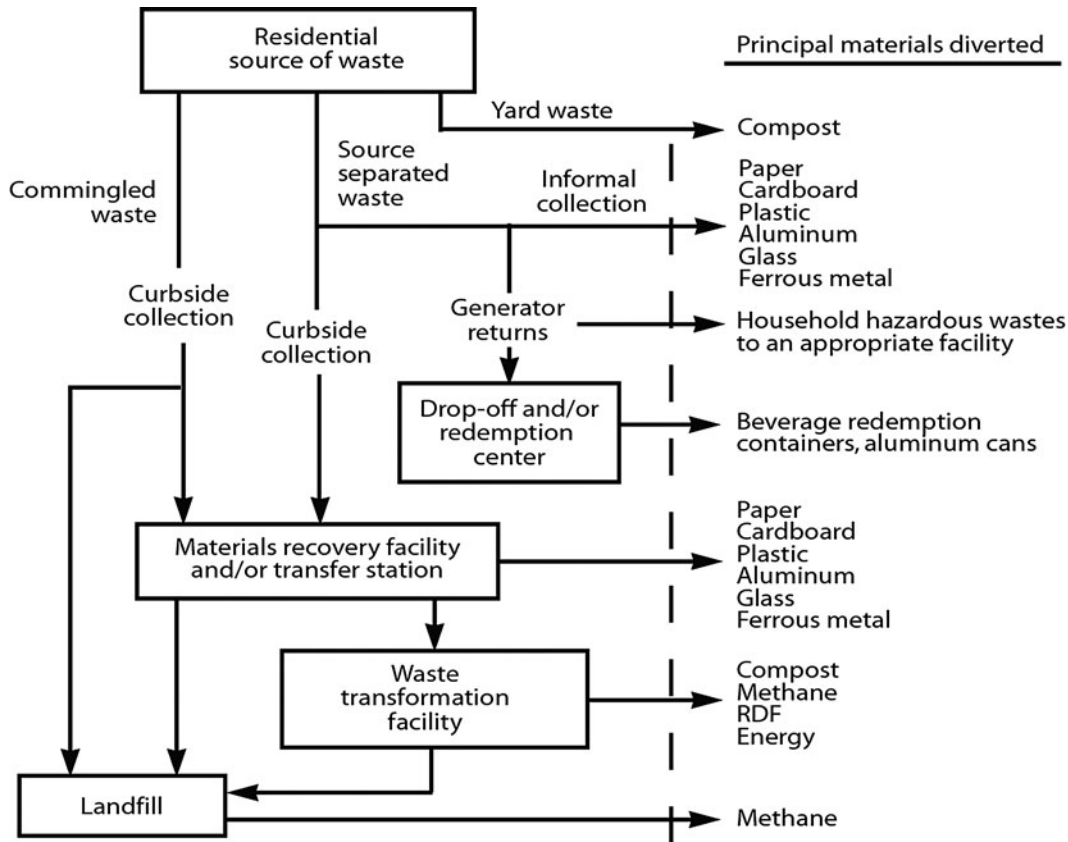 Residential
source of waste
Principal materials diverted
Yard waste
Compost
Commingled
waste
Source
separated
waste
Informal
collection
Paper
Cardboard
Plastic
Aluminum
Glass
Ferrous metal
Curbside
collection
Curbside
collection
Generator
returns
Household hazardous wastes
to an appropriate facility
Drop-off and/or
redemption
center
Beverage redemption
containers, aluminum cans
Materials recovery facility
and/or transfer station
Paper
Cardboard
Plastic
Aluminum
Glass
Ferrous metal
Waste
transformation
facility
Compost
Methane
RDF
Energy
Landfill
Methane